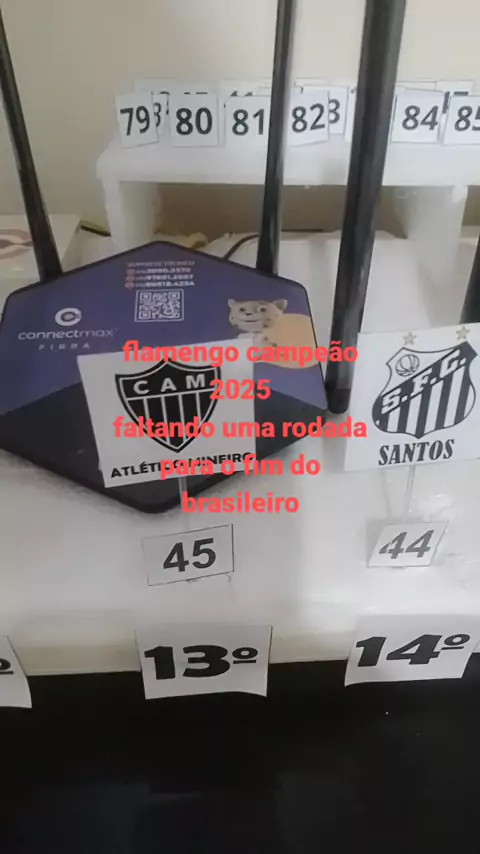 79
80
81
82
3
84
85
connectmax
FIBRA
flamengo campeão
2025
faltando uma rodada
para o fim do
brasileiro
CAM
ATLÉTICO MINEIRO
S.F.C.
SANTOS
45
44
13º
14º